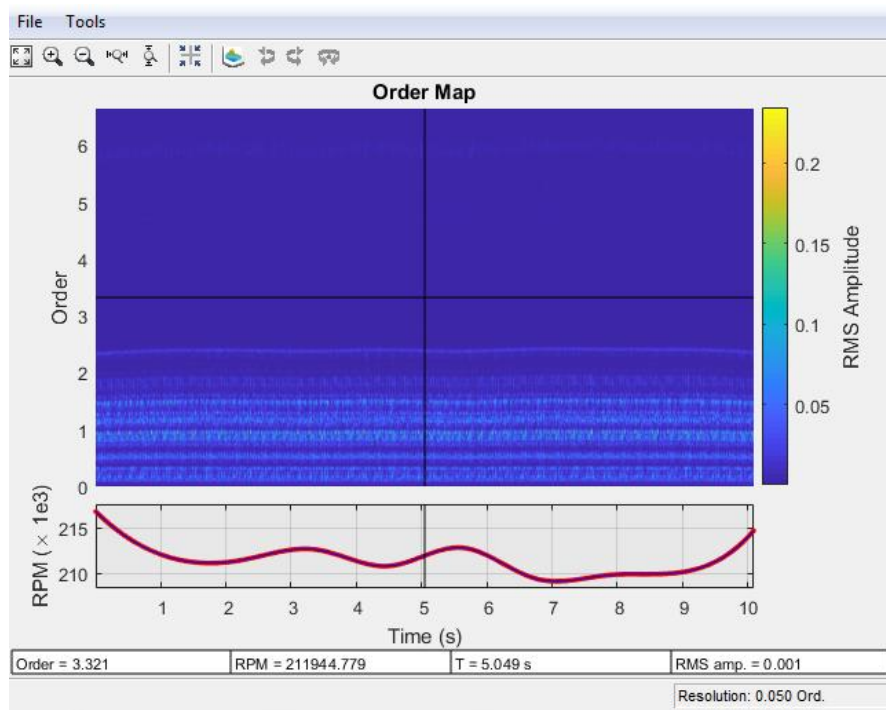 File Tools
Order Map
6
5
4
3
2
1
0
Order
0.2
0.15
0.1
0.05
RMS Amplitude
215
210
RPM (× 1e3)
1 2 3 4 5 6 7 8 9 10
Time (s)
Order = 3.321 RPM = 211944.779 T = 5.049 s RMS amp. = 0.001
Resolution: 0.050 Ord.